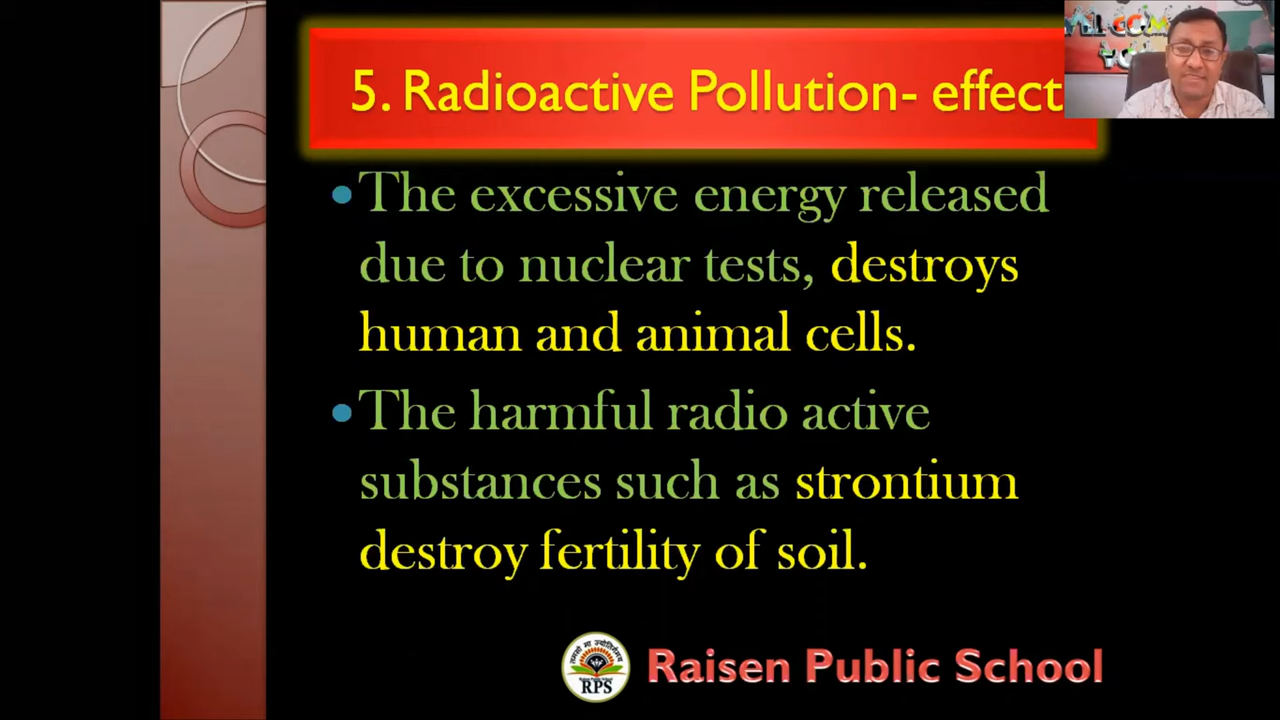 5. Radioactive Pollution- effect
• The excessive energy released
due to nuclear tests, destroys
human and animal cells.
• The harmful radio active
substances such as strontium
destroy fertility of soil.
RPS
Raisen Public School